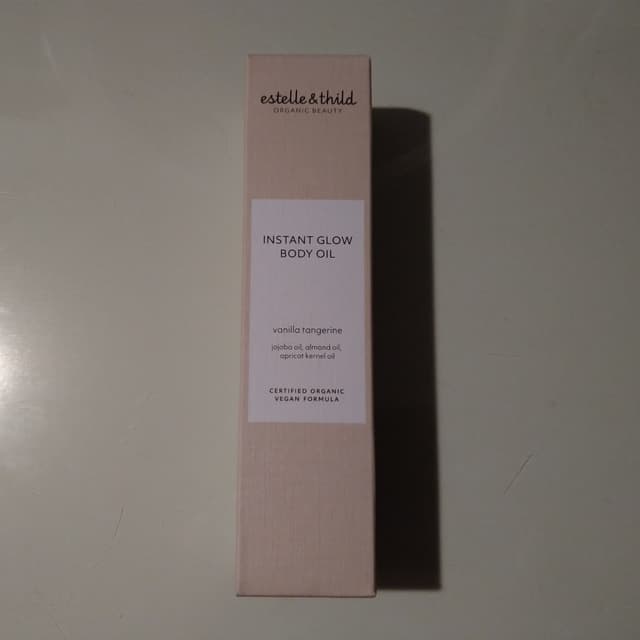 estelle & thild
ORGANIC BEAUTY
INSTANT GLOW
BODY OIL
vanilla tangerine
jojoba oil, almond oil,
apricot kernel oil
CERTIFIED ORGANIC
VEGAN FORMULA